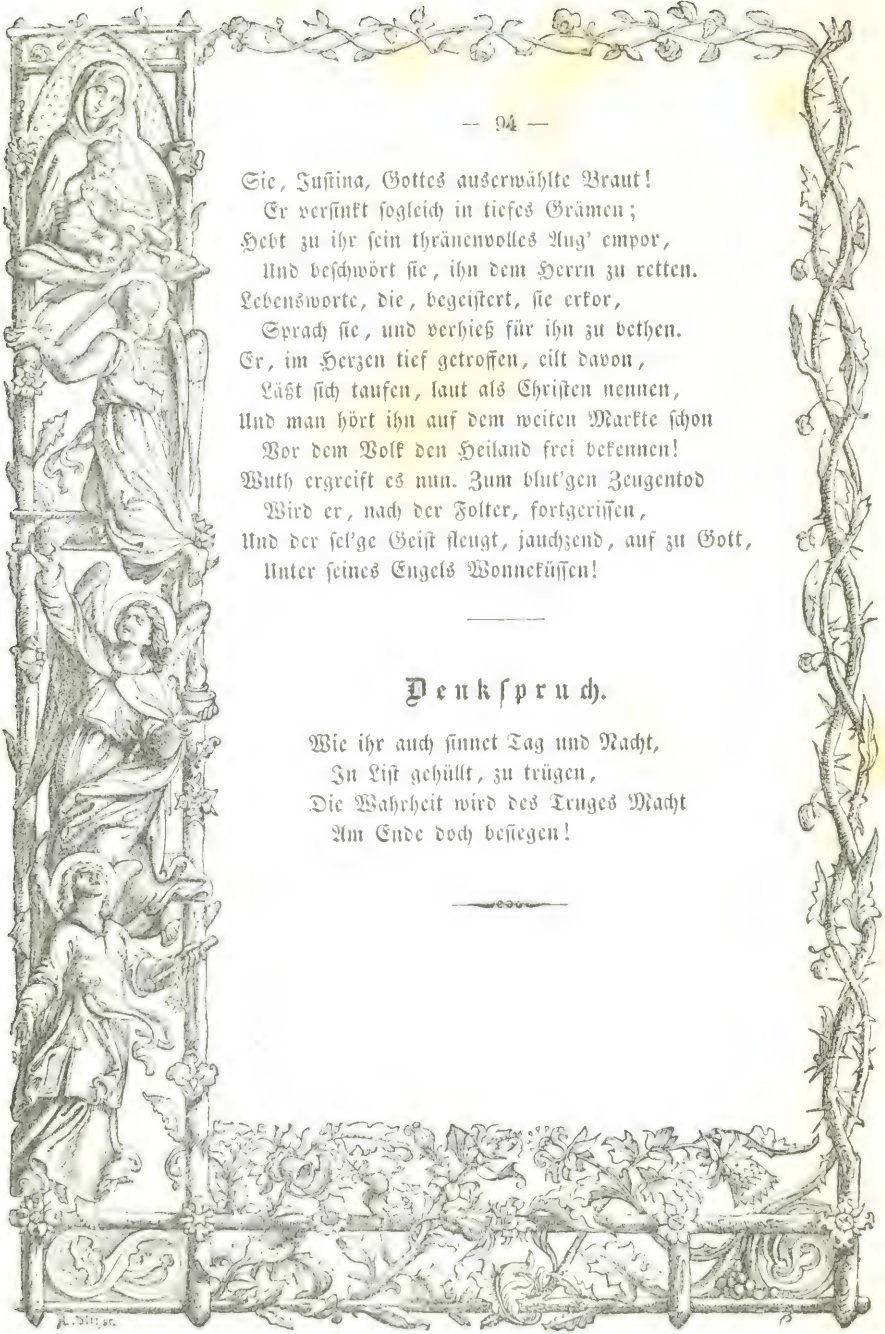 — 94 —
Sie, Justina, Gottes auserwählte Braut!
Er versinkt sogleich in tiefes Grämen;
Hebt zu ihr sein thränenvolles Aug' empor,
Und beschwört sie, ihn dem Herrn zu retten.
Lebensworte, die, begeistert, sie erkor,
Sprach sie, und verhieß für ihn zu bethen.
Er, im Herzen tief getroffen, eilt davon,
Läßt sich taufen, laut als Christen nennen,
Und man hört ihn auf dem weiten Markte schon
Vor dem Volk den Heiland frei bekennen!
Wuth ergreift es nun. Zum blut'gen Zeugentod
Wird er, nach der Folter, fortgerissen,
Und der sel'ge Geist fleugt, jauchzend, auf zu Gott,
Unter seines Engels Wonneküssen!
Denkspruch.
Wie ihr auch sinnet Tag und Nacht,
In List gehüllt, zu trügen,
Die Wahrheit wird des Truges Macht
Am Ende doch besiegen!